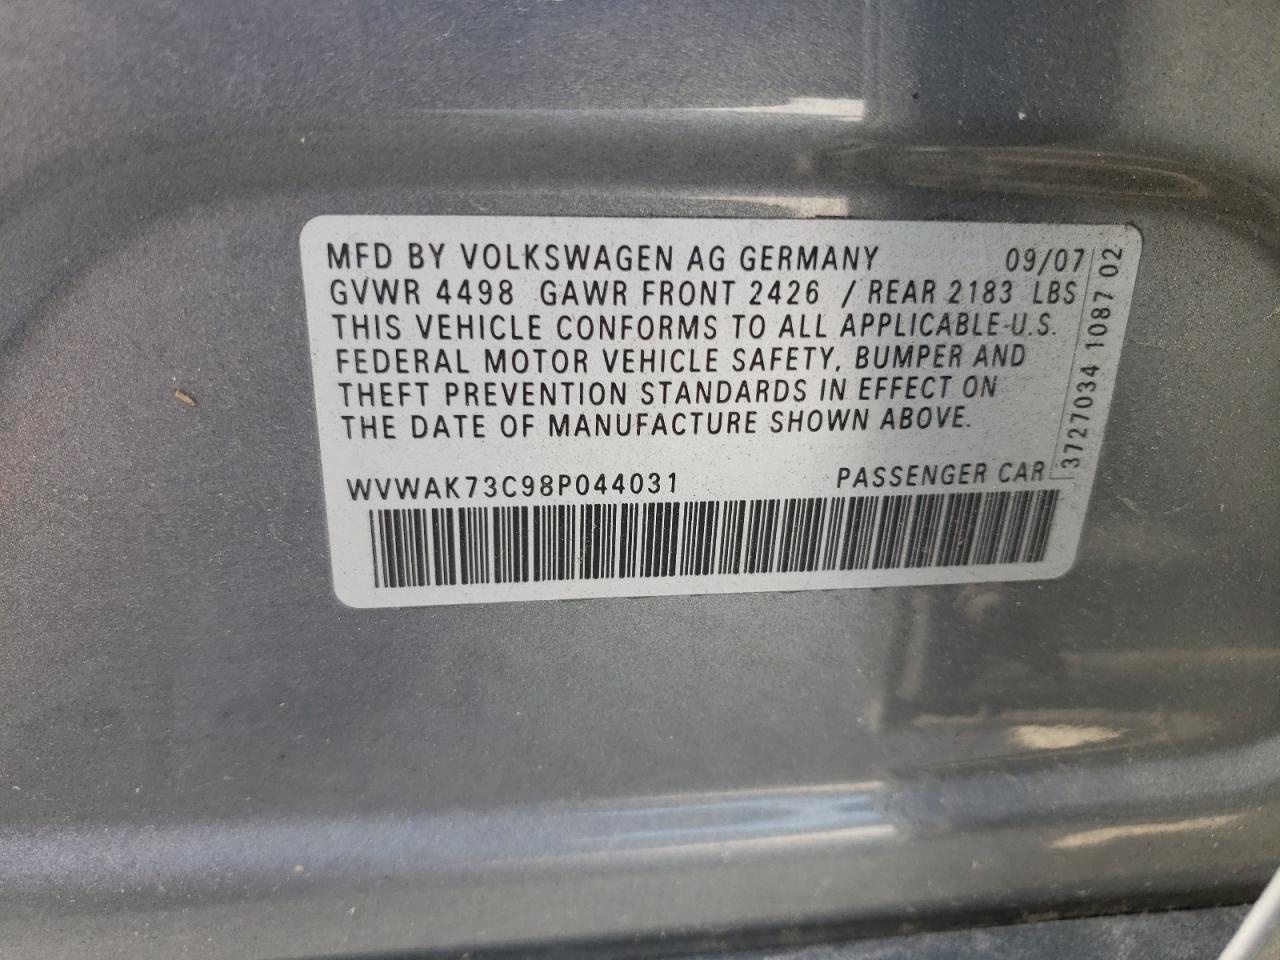 MFD BY VOLKSWAGEN AG GERMANY 09/07
GVWR 4498 GAWR FRONT 2426 / REAR 2183 LBS
THIS VEHICLE CONFORMS TO ALL APPLICABLE U.S.
FEDERAL MOTOR VEHICLE SAFETY, BUMPER AND
THEFT PREVENTION STANDARDS IN EFFECT ON
THE DATE OF MANUFACTURE SHOWN ABOVE.
WVWAK73C98P044031 PASSENGER CAR
3727034 1087 02